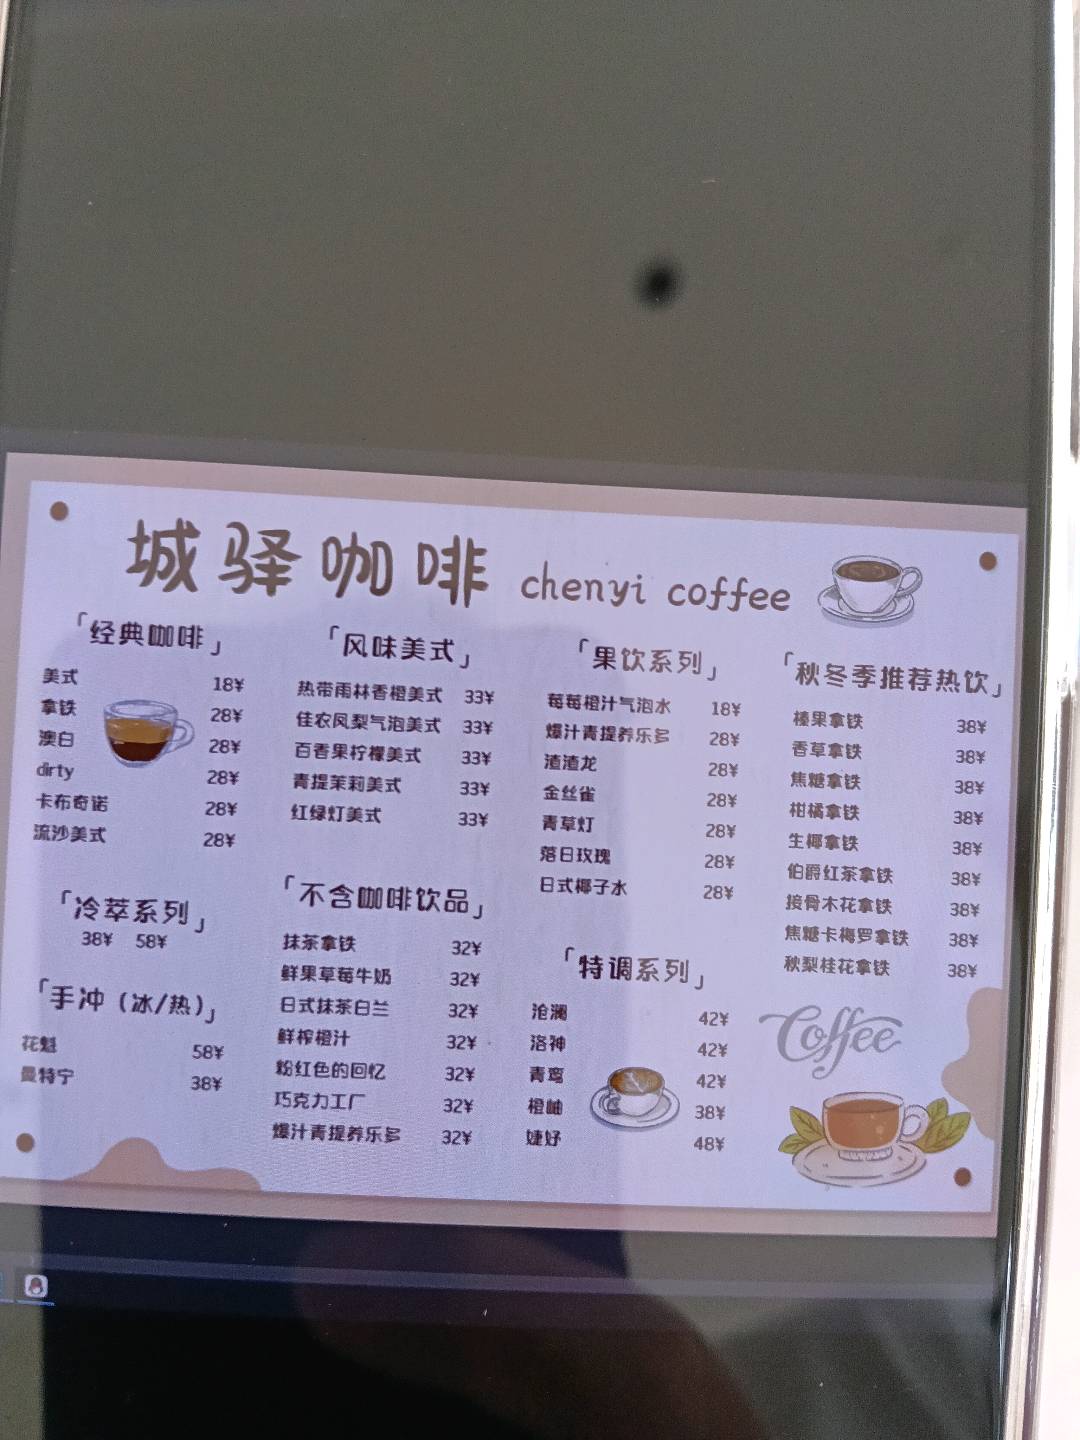 城驿咖啡 chenyi coffee
「经典咖啡」
美式 18¥
拿铁 28¥
澳白 28¥
dirty 28¥
卡布奇诺 28¥
流沙美式 28¥
「冷萃系列」
38¥ 58¥
「手冲（冰/热）」
花魁 58¥
曼特宁 38¥
「风味美式」
热带雨林香橙美式 33¥
佳农凤梨气泡美式 33¥
百香果柠檬美式 33¥
青提茉莉美式 33¥
红绿灯美式 33¥
「不含咖啡饮品」
抹茶拿铁 32¥
鲜果草莓牛奶 32¥
日式抹茶白兰 32¥
鲜榨橙汁 32¥
粉红色的回忆 32¥
巧克力工厂 32¥
爆汁青提养乐多 32¥
「果饮系列」
莓莓橙汁气泡水 18¥
爆汁青提养乐多 28¥
渣渣龙 28¥
金丝雀 28¥
青草灯 28¥
落日玫瑰 28¥
日式椰子水 28¥
「特调系列」
沧澜 42¥
洛神 42¥
青鸾 42¥
橙岫 38¥
婕妤 48¥
「秋冬季推荐热饮」
榛果拿铁 38¥
香草拿铁 38¥
焦糖拿铁 38¥
柑橘拿铁 38¥
生椰拿铁 38¥
伯爵红茶拿铁 38¥
接骨木花拿铁 38¥
焦糖卡梅罗拿铁 38¥
秋梨桂花拿铁 38¥
Coffee